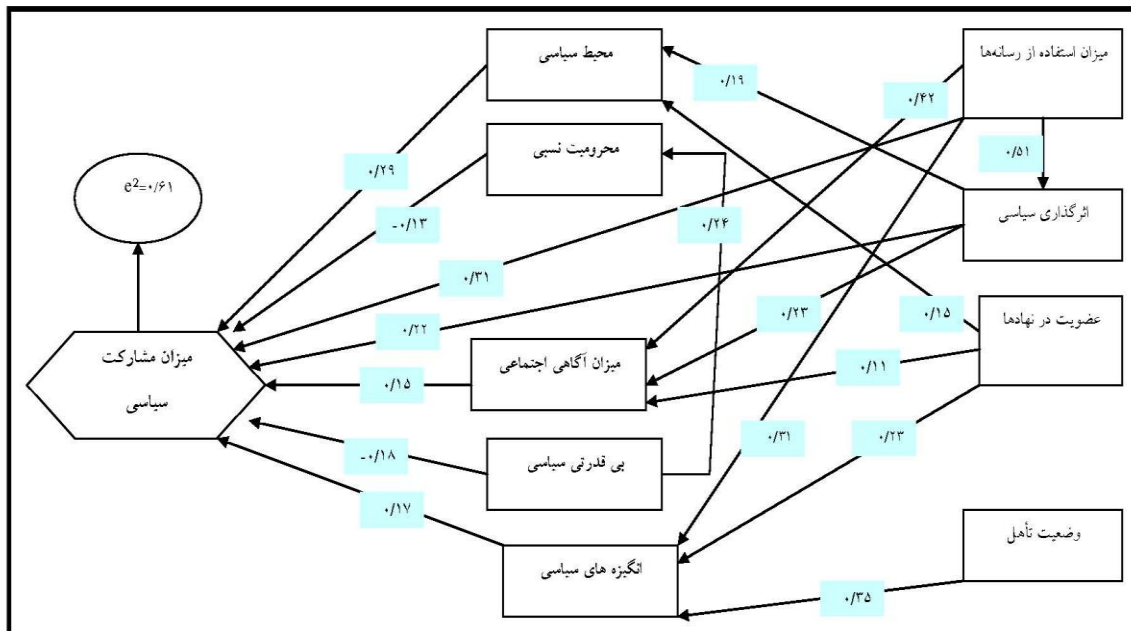 میزان استفاده از رسانه‌ها
محیط سیاسی
۰/۱۹
۰/۴۲
محرومیت نسبی
۰/۵۱
۰/۲۹
e²=۰/۶۱
اثرگذاری سیاسی
-۰/۱۳
۰/۲۴
۰/۳۱
عضویت در نهادها
۰/۱۵
۰/۲۳
۰/۲۲
میزان مشارکت
سیاسی
میزان آگاهی اجتماعی
۰/۱۱
۰/۱۵
۰/۳۱
۰/۲۳
بی قدرتی سیاسی
-۰/۱۸
۰/۱۷
وضعیت تأهل
انگیزه های سیاسی
۰/۳۵